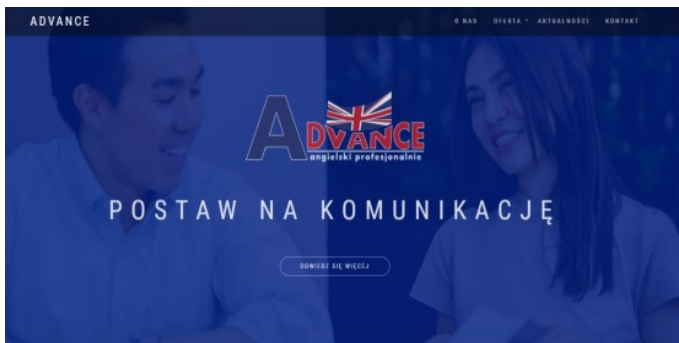 ADVANCE
O NAS OFERTA AKTUALNOŚCI KONTAKT
ADVANCE
angielski profesjonalnie
POSTAW NA KOMUNIKACJĘ
DOWIEDZ SIĘ WIĘCEJ